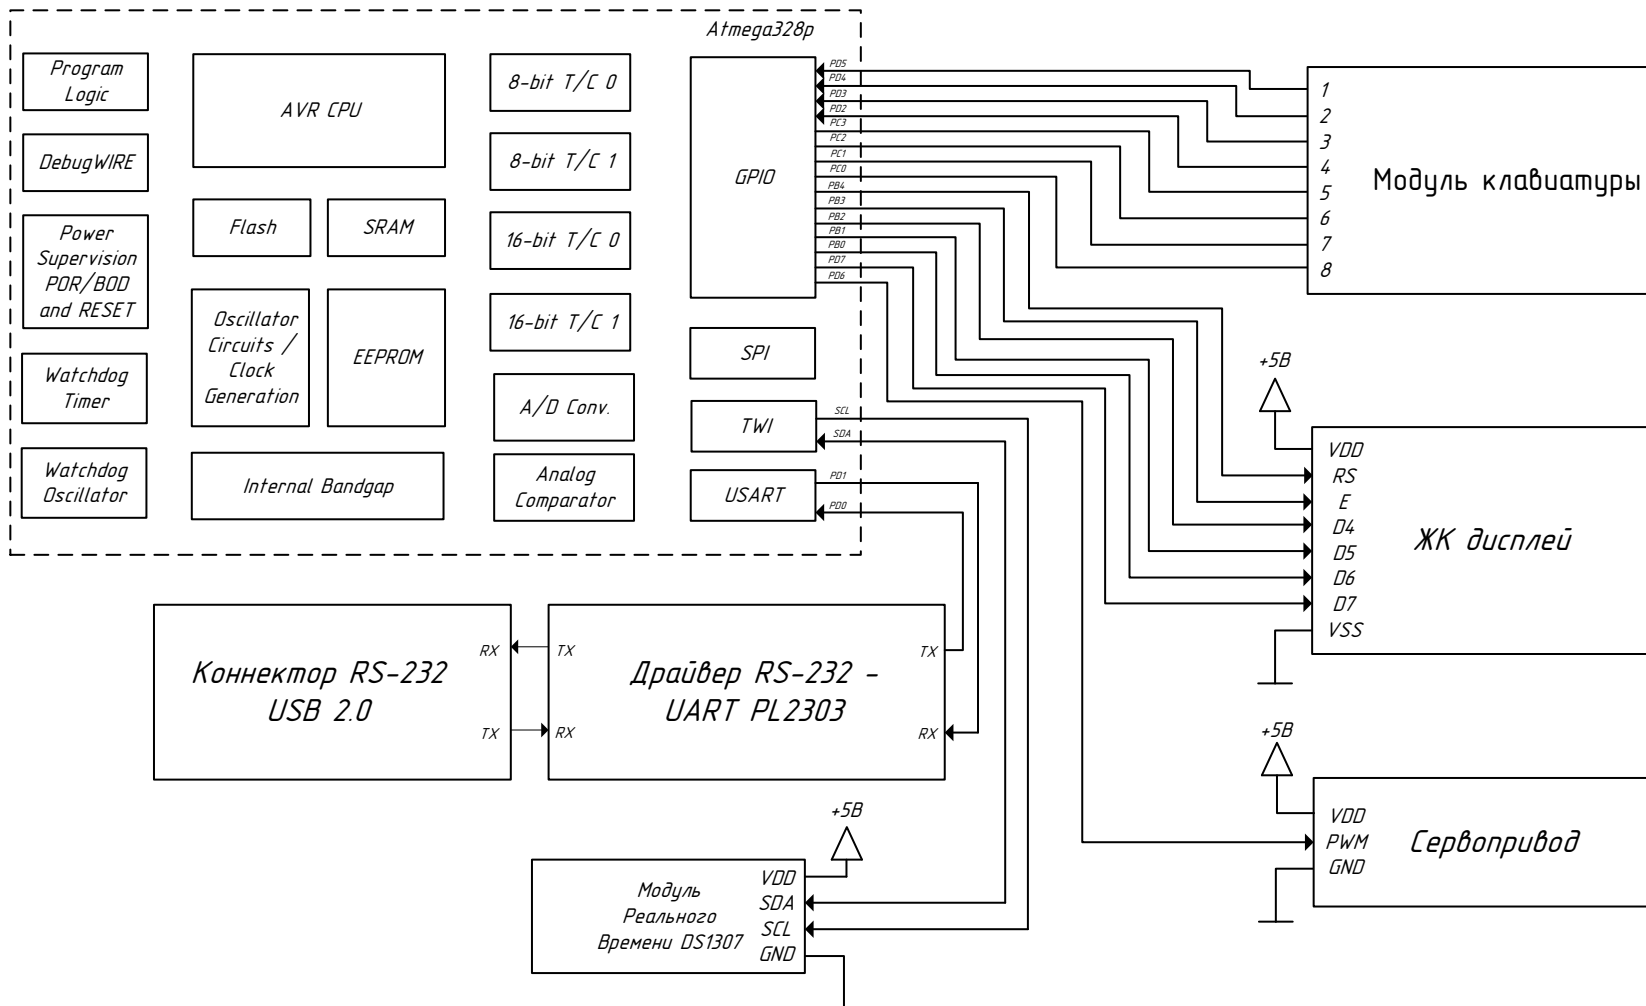 Atmega328p
Program
Logic
DebugWIRE
Power
Supervision
POR/BOD
and RESET
Watchdog
Timer
Watchdog
Oscillator
AVR CPU
Flash
SRAM
Oscillator
Circuits /
Clock
Generation
EEPROM
Internal Bandgap
8-bit T/C 0
8-bit T/C 1
16-bit T/C 0
16-bit T/C 1
A/D Conv.
Analog
Comparator
GPIO
SPI
TWI
USART
PD5
PD4
PD3
PD2
PC3
PC2
PC1
PC0
PB4
PB3
PB2
PB1
PB0
PD7
PD6
SCL
SDA
PD1
PD0
1
2
3
4
5
6
7
8
Модуль клавиатуры
+5В
VDD
RS
E
D4
D5
D6
D7
VSS
ЖК дисплей
+5В
VDD
PWM
GND
Сервопривод
Коннектор RS-232
USB 2.0
RX
TX
TX
RX
Драйвер RS-232 -
UART PL2303
TX
RX
+5В
Модуль
Реального
Времени DS1307
VDD
SDA
SCL
GND